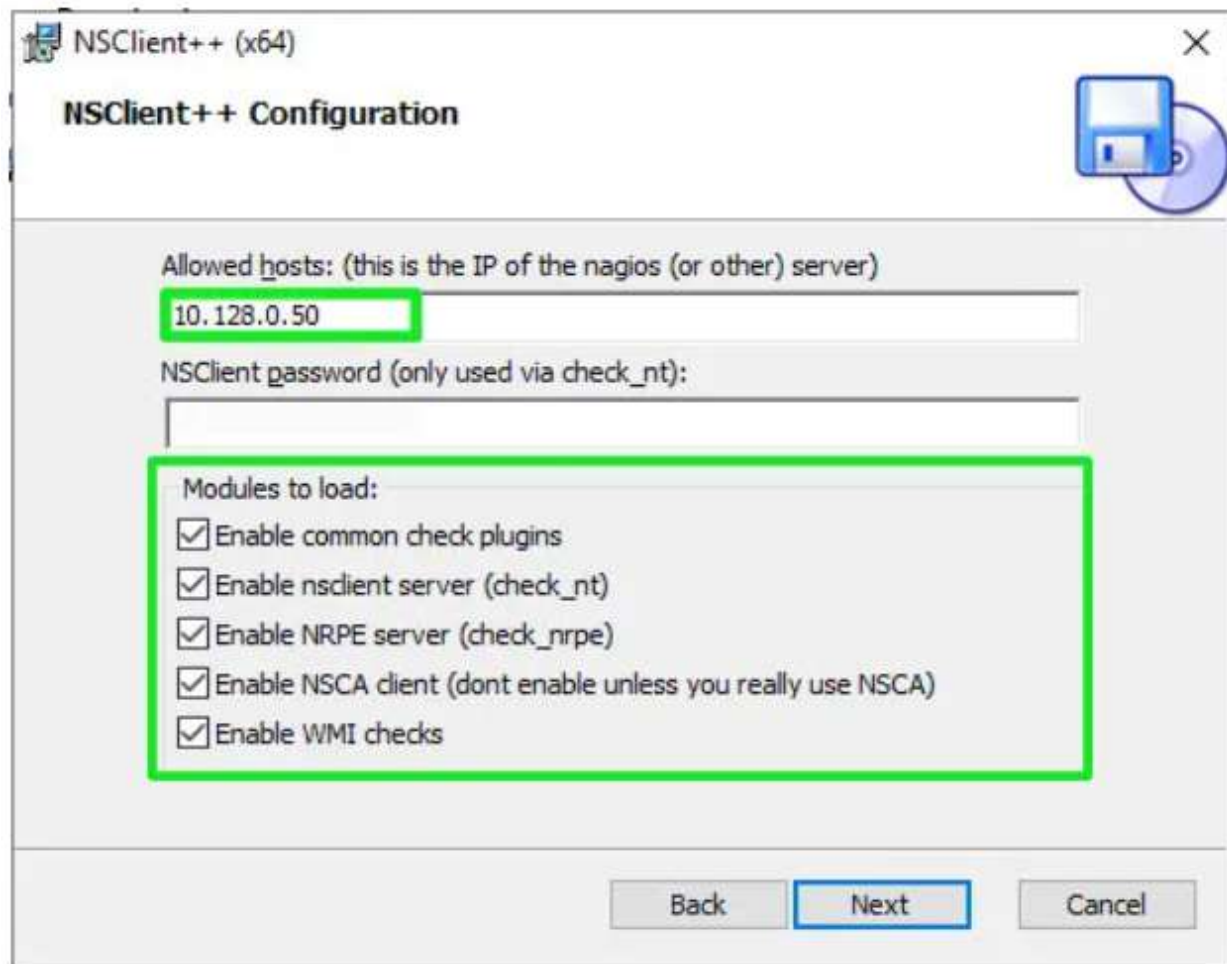 NSClient++ (x64)
NSClient++ Configuration
Allowed hosts: (this is the IP of the nagios (or other) server)
10.128.0.50
NSClient password (only used via check_nt):
Modules to load:
Enable common check plugins
Enable nsclient server (check_nt)
Enable NRPE server (check_nrpe)
Enable NSCA client (dont enable unless you really use NSCA)
Enable WMI checks
Back
Next
Cancel